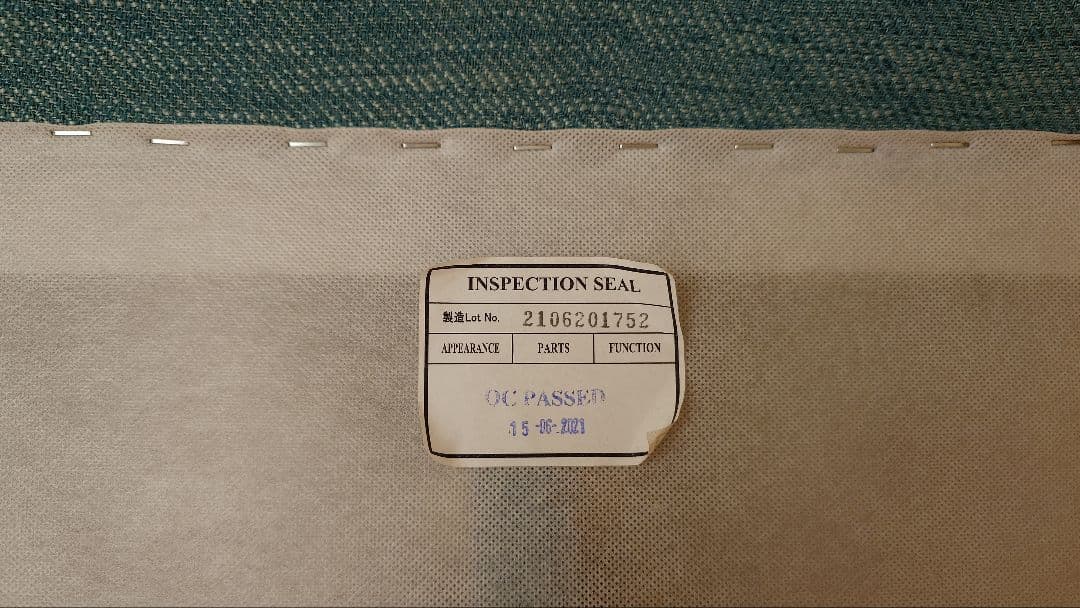 INSPECTION SEAL
製造Lot No. 2106201752
APPEARANCE PARTS FUNCTION
QC PASSED
15-06-2021